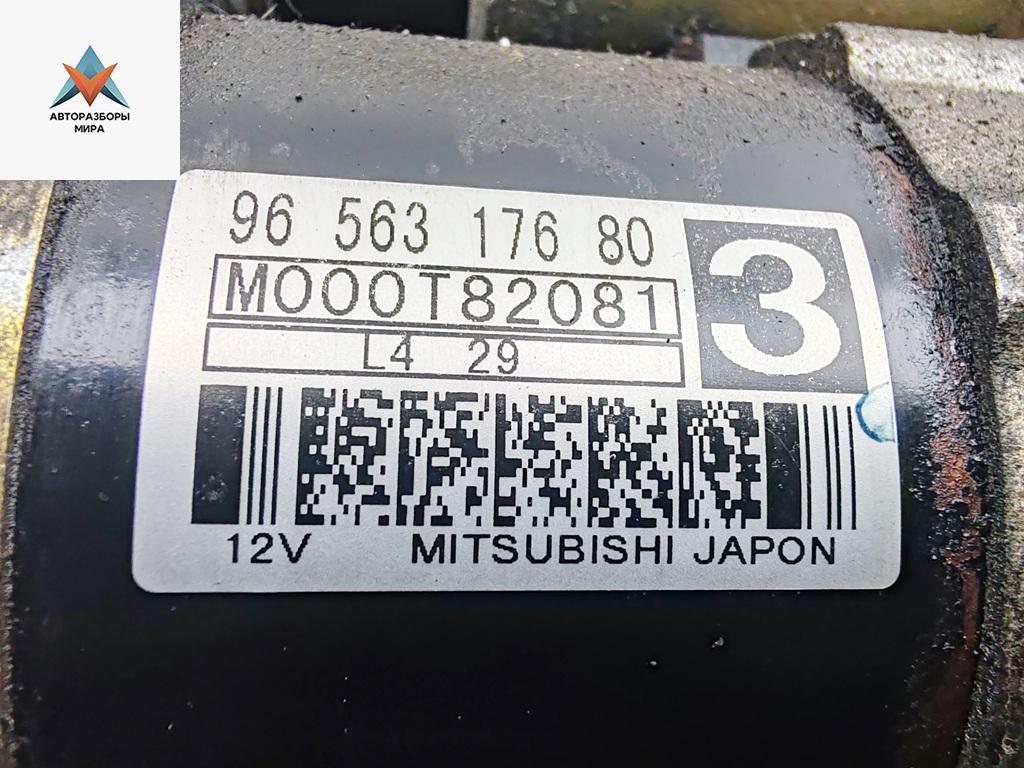 АВТОРАЗБОРЫ
МИРА
96 563 176 80
3
M000T82081
L4 29
12V MITSUBISHI JAPON